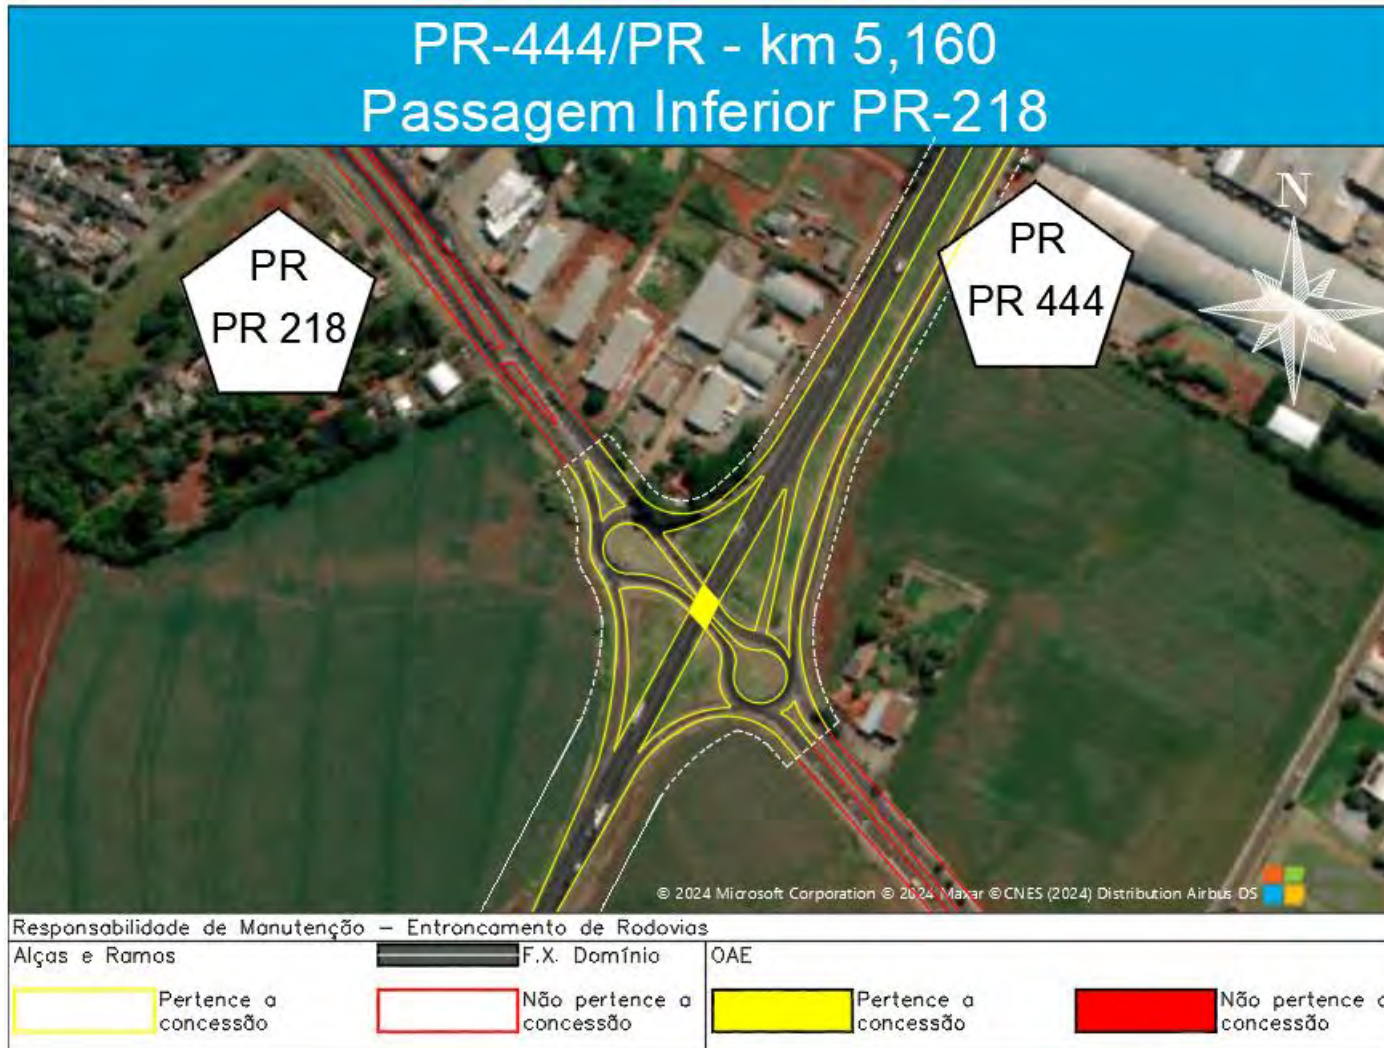 PR-444/PR - km 5,160
Passagem Inferior PR-218
N
PR
PR 218
PR
PR 444
© 2024 Microsoft Corporation © 2024 Maxar ©CNES (2024) Distribution Airbus DS
Responsabilidade de Manutenção – Entroncamento de Rodovias
Alças e Ramos
F.X. Domínio
OAE
Pertence a
concessão
Não pertence a
concessão
Pertence a
concessão
Não pertence a
concessão